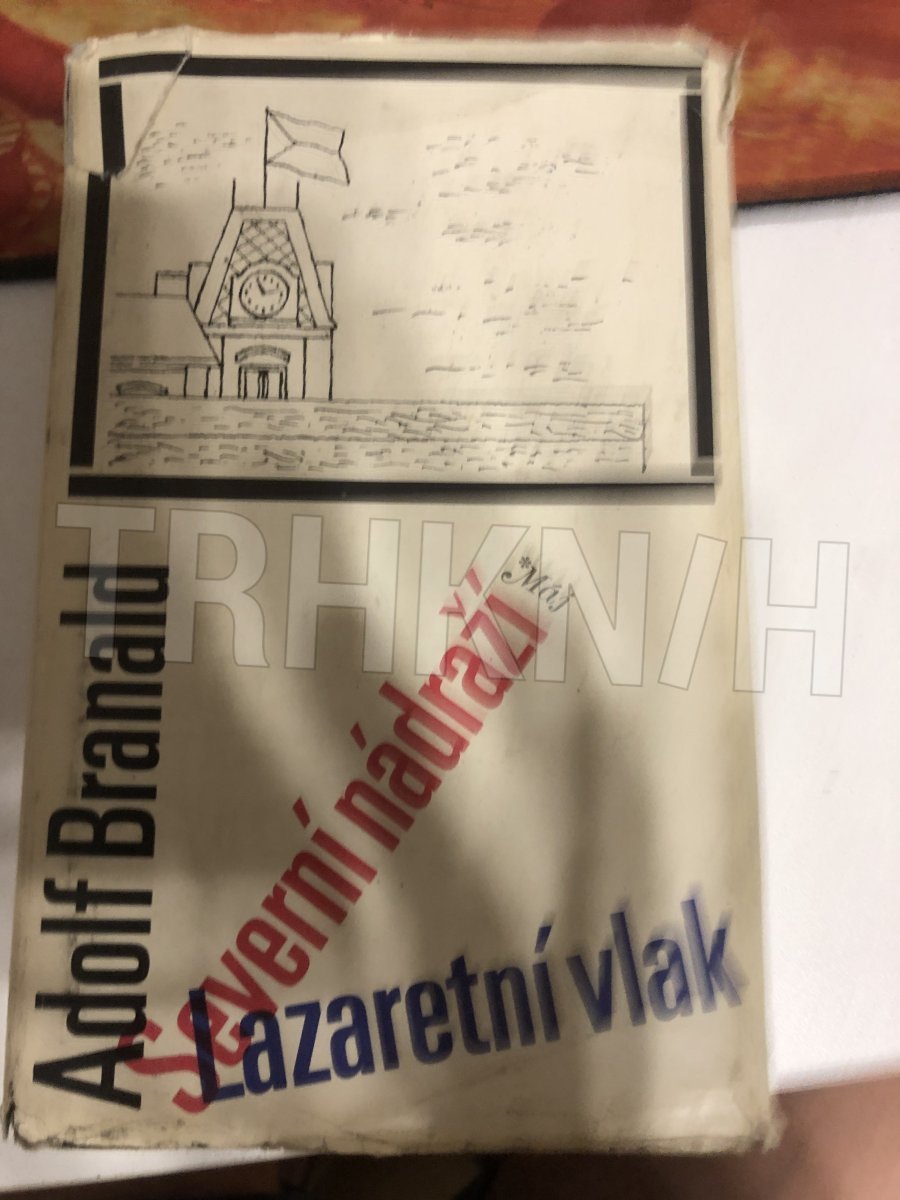 TRHKNIH
Adolf Branald
Severní nádraží
*Máj
Lazaretní vlak